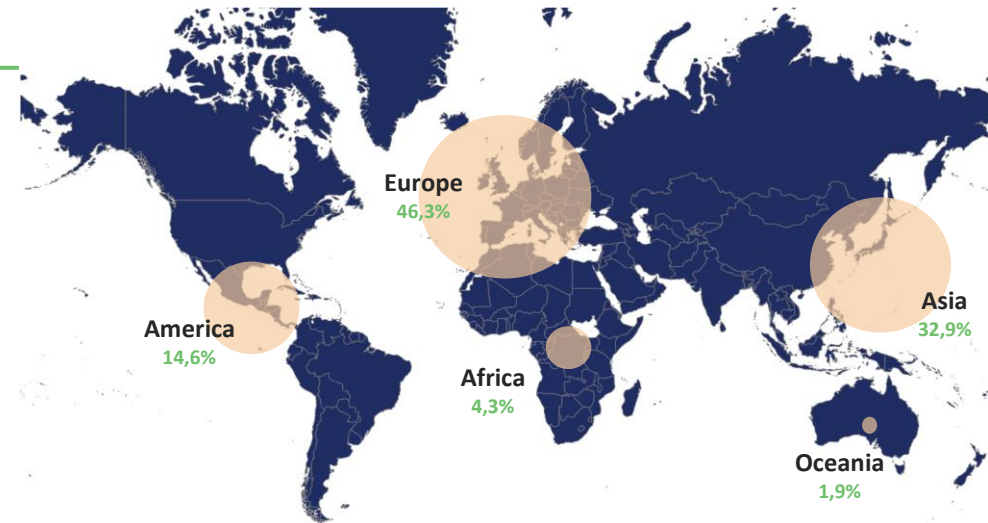 Europe
46,3%
Asia
32,9%
America
14,6%
Africa
4,3%
Oceania
1,9%